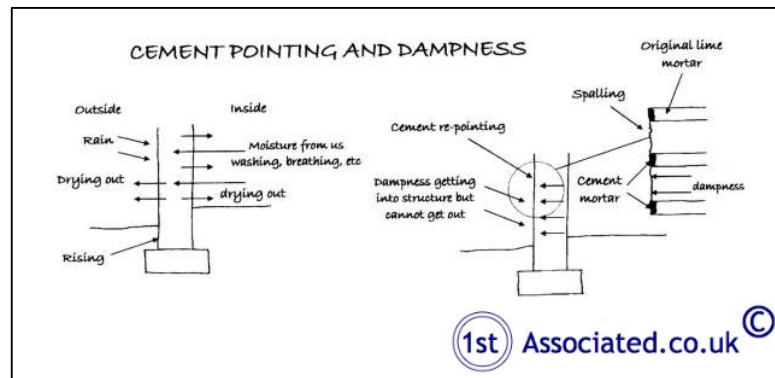 CEMENT POINTING AND DAMPNESS
Outside
Inside
Rain
Moisture from us
washing, breathing, etc
Drying out
drying out
Rising
Original lime
mortar
Spalling
Cement re-pointing
Dampness getting
into structure but
cannot get out
Cement
mortar
dampness
1st Associated.co.uk ©